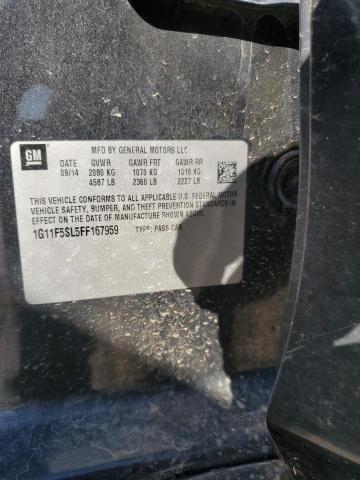 GM
MFD BY GENERAL MOTORS LLC
DATE GVWR GAWR FRT GAWR RR
09/14 2080 KG 1070 KG 1010 KG
4587 LB 2360 LB 2227 LB
THIS VEHICLE CONFORMS TO ALL APPLICABLE U.S. FEDERAL MOTOR
VEHICLE SAFETY, BUMPER, AND THEFT PREVENTION STANDARDS IN
EFFECT ON THE DATE OF MANUFACTURE SHOWN ABOVE.
1G11F5SL5FF167959 TYPE: PASS CAR